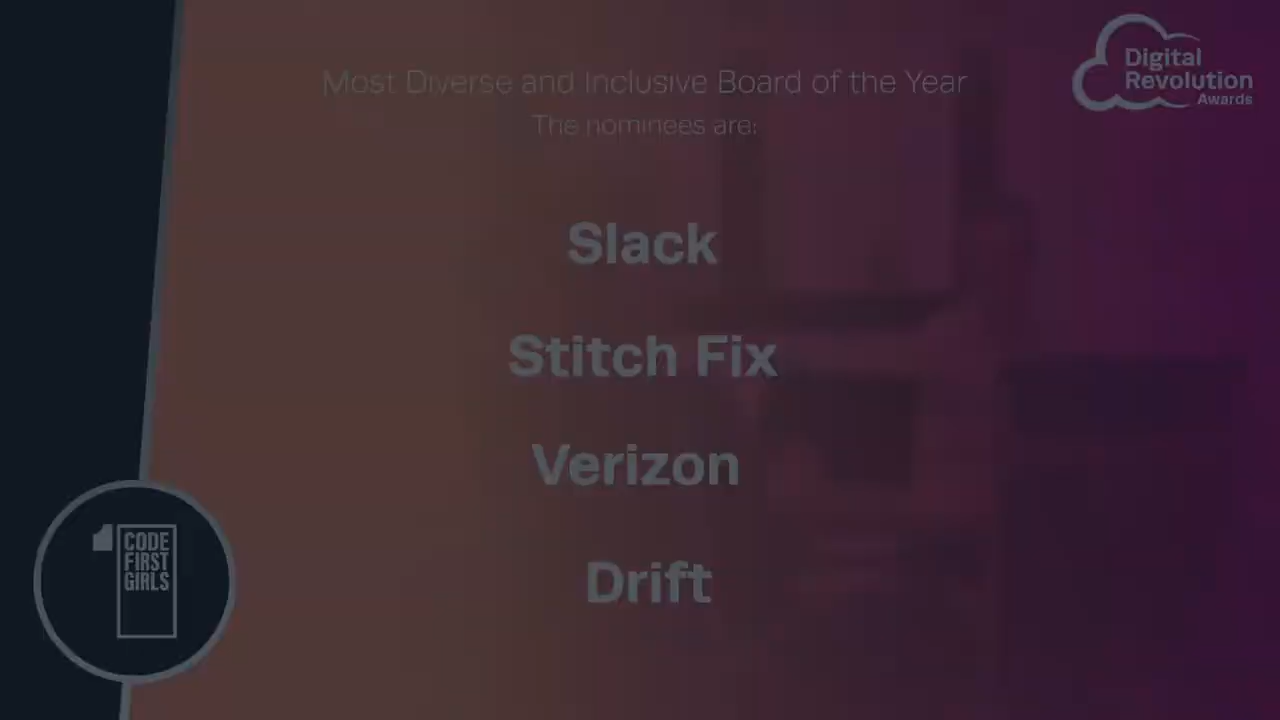 Most Diverse and Inclusive Board of the Year
The nominees are:
Digital
Revolution
Awards
Slack
Stitch Fix
Verizon
Drift
CODE
FIRST
GIRLS